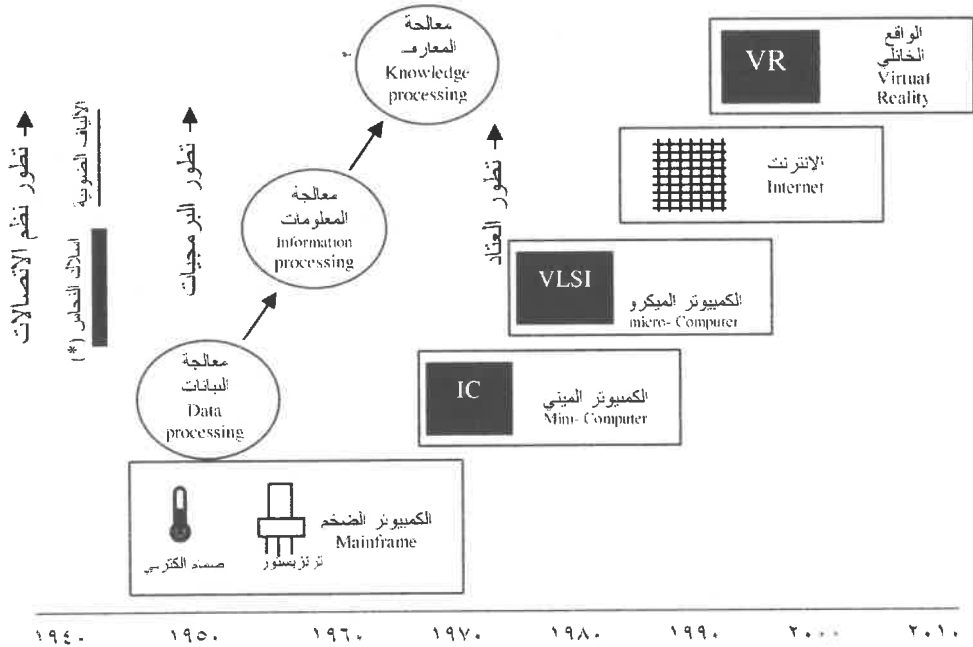 معالجة
المعارف
Knowledge
processing
VR
الواقع
الخائلي
Virtual
Reality
تطور نظم الاتصالات
الألياف الضوئية
اسلاك النحاس (*)
تطور البرمجيات
تطور العتاد
الانترنت
Internet
معالجة
المعلومات
Information
processing
VLSI
الكمبيوتر الميكرو
micro- Computer
معالجة
البيانات
Data
processing
IC
الكمبيوتر الميني
Mini- Computer
الكمبيوتر الضخم
Mainframe
ترنزيستور
صمام الكتربي
١٩٤٠ ١٩٥٠ ١٩٦٠ ١٩٧٠ ١٩٨٠ ١٩٩٠ ٢٠٠٠ ٢٠١٠